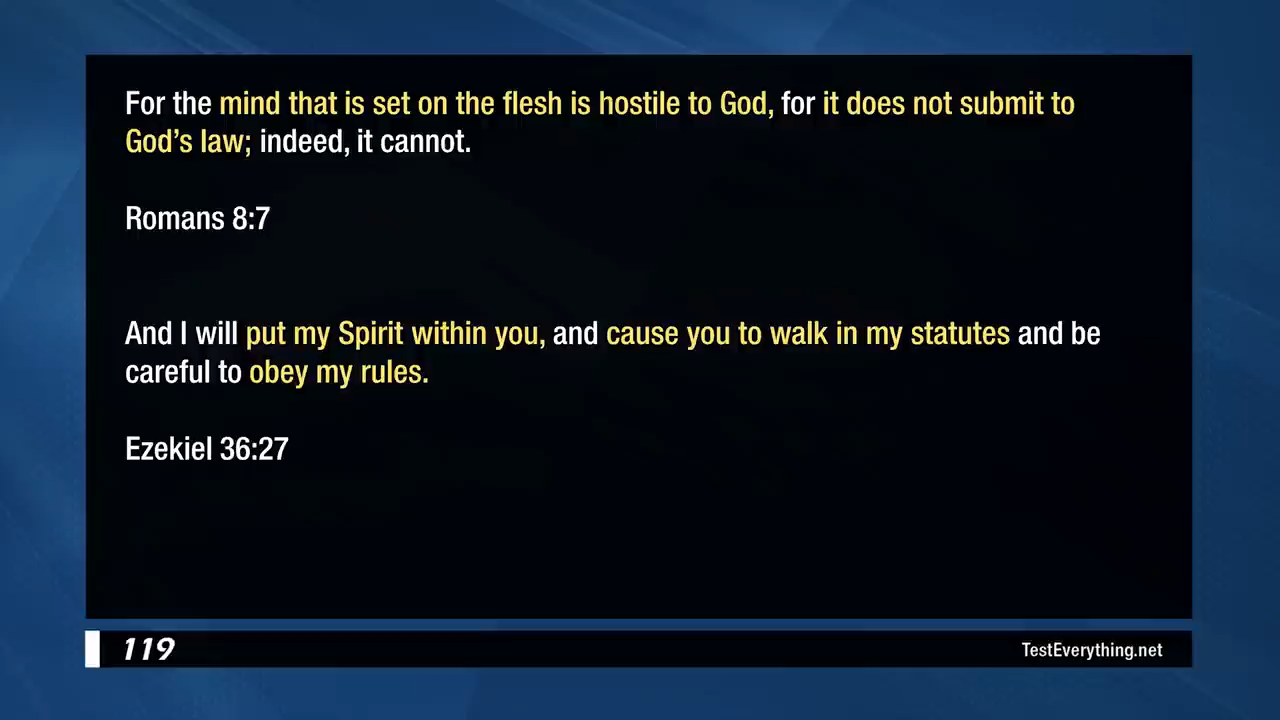 For the mind that is set on the flesh is hostile to God, for it does not submit to
God’s law; indeed, it cannot.
Romans 8:7
And I will put my Spirit within you, and cause you to walk in my statutes and be
careful to obey my rules.
Ezekiel 36:27
119
TestEverything.net